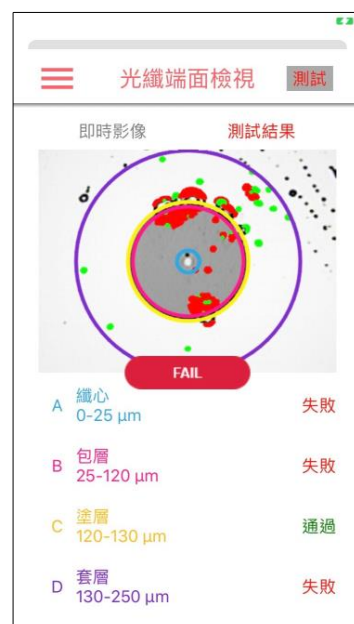 光纖端面檢視
測試
即時影像
測試結果
FAIL
A 纖心 0-25 µm 失敗
B 包層 25-120 µm 失敗
C 塗層 120-130 µm 通過
D 套層 130-250 µm 失敗